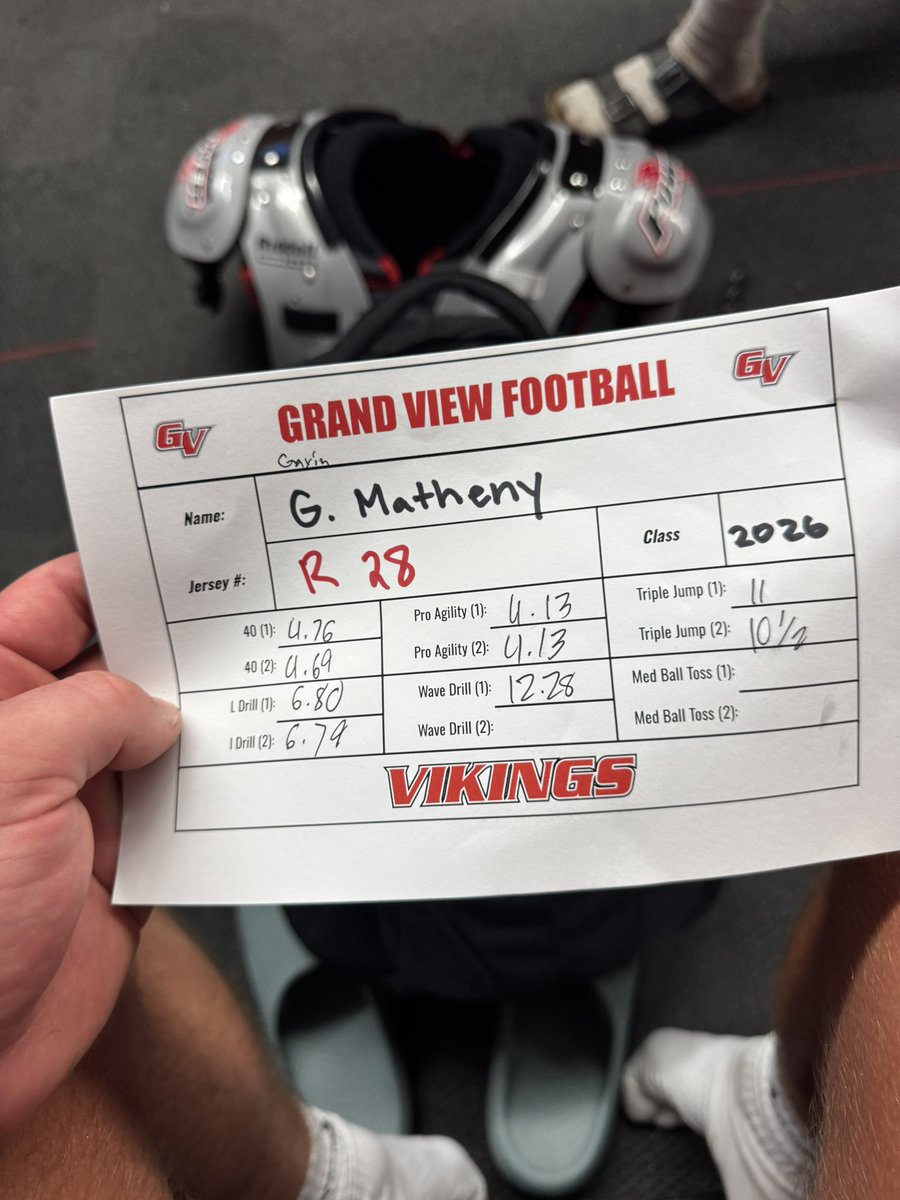 Riddell
GV
GRAND VIEW FOOTBALL
GV
Gavin
Name:
G. Matheny
Jersey #:
R 28
Class
2026
40 (1): 4.76
40 (2): 4.69
L Drill (1): 6.80
l Drill (2): 6.79
Pro Agility (1): 4.13
Pro Agility (2): 4.13
Wave Drill (1): 12.28
Wave Drill (2):
Triple Jump (1): 11
Triple Jump (2): 10 1/2
Med Ball Toss (1):
Med Ball Toss (2):
VIKINGS